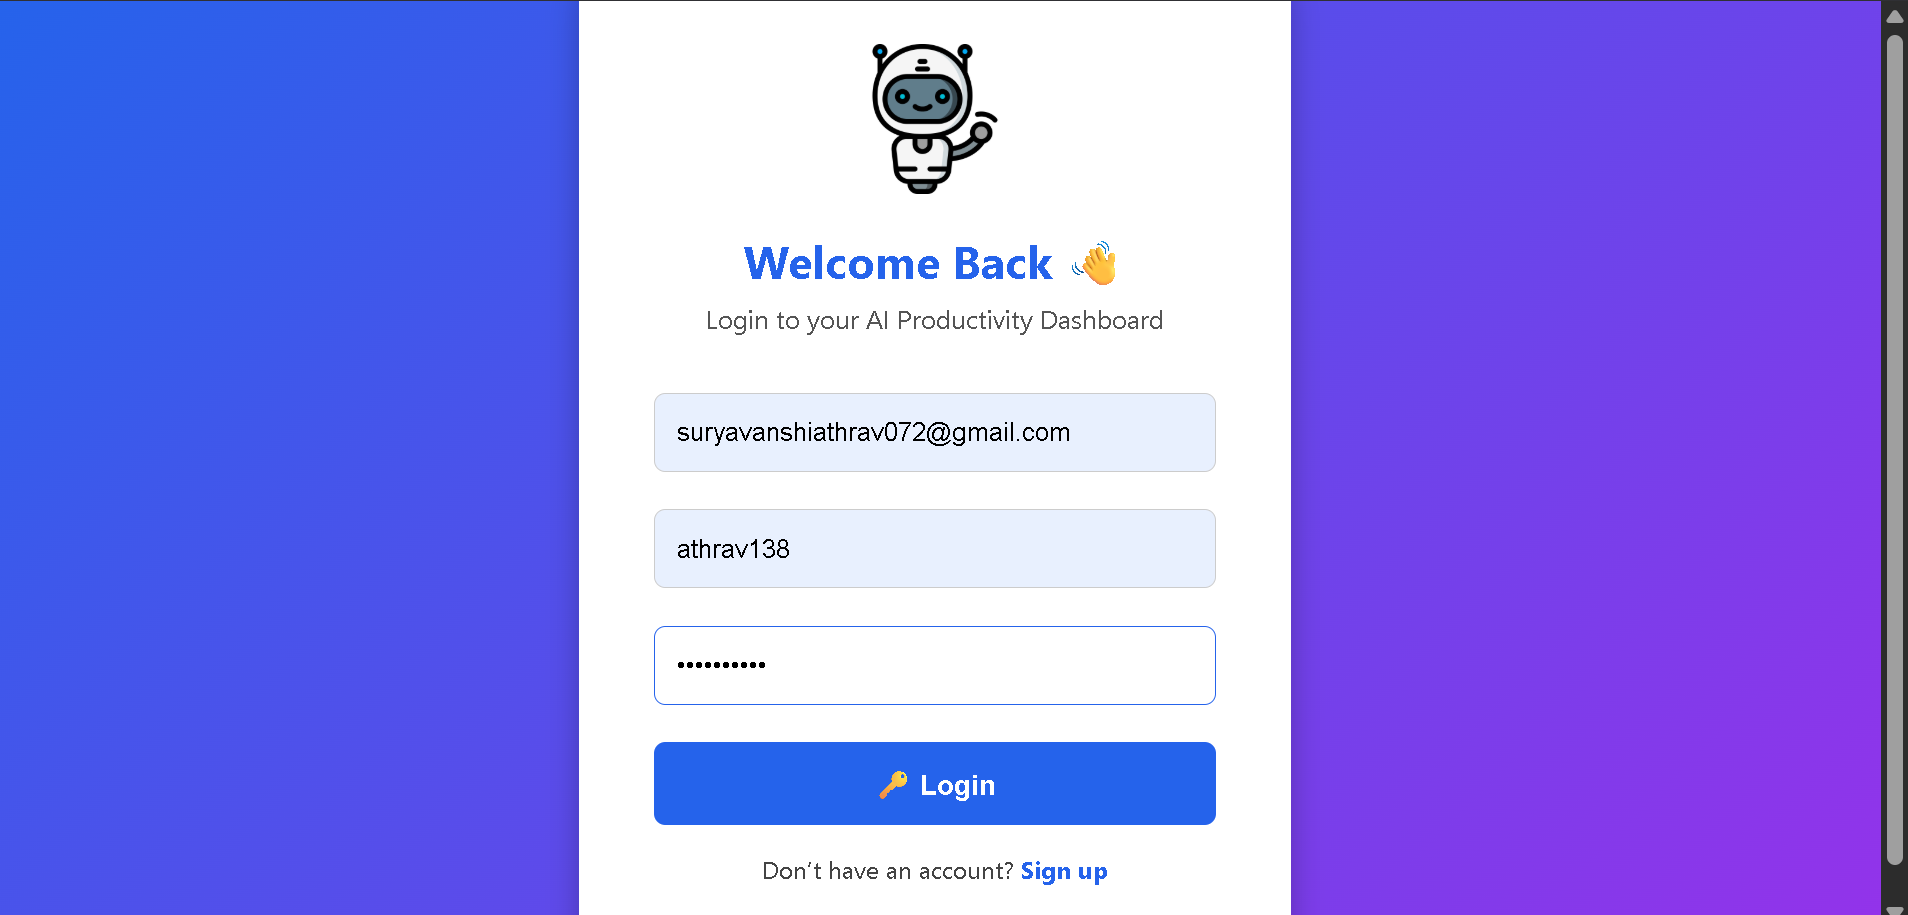 Welcome Back 👋
Login to your AI Productivity Dashboard
suryavanshiathrav072@gmail.com
athrav138
••••••••••
🔑 Login
Don’t have an account? Sign up